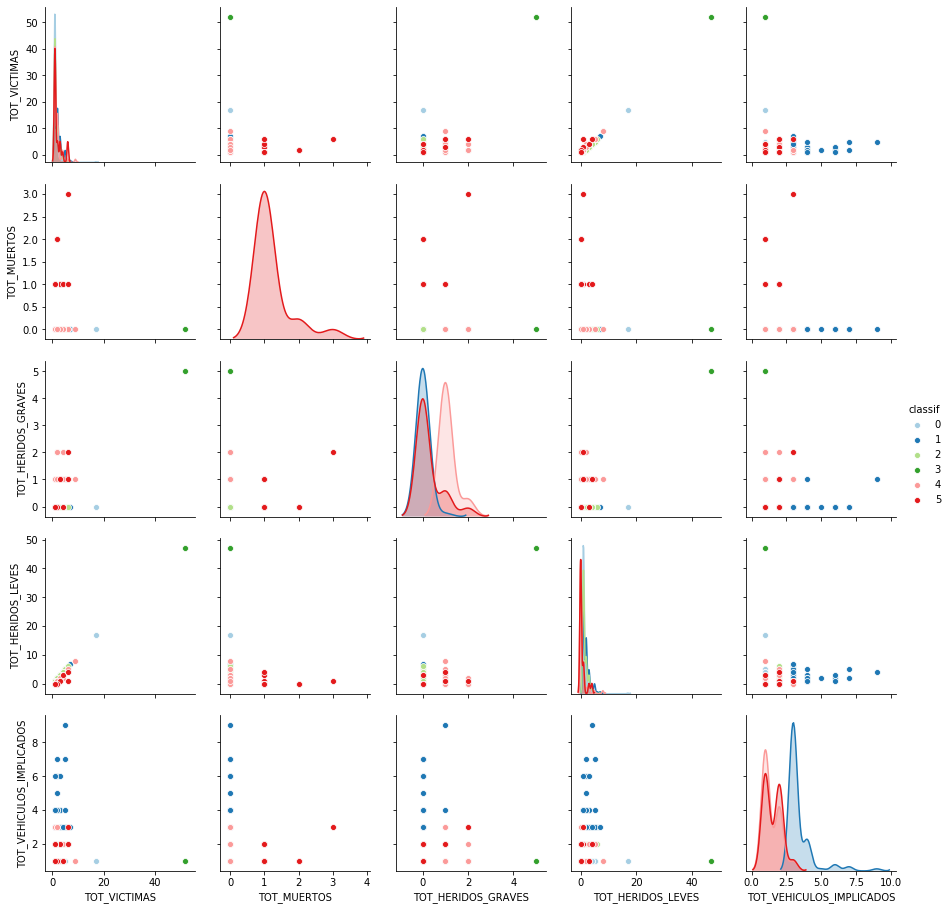 TOT_VICTIMAS
50
40
30
20
10
0
TOT_MUERTOS
3.0
2.5
2.0
1.5
1.0
0.5
0.0
TOT_HERIDOS_GRAVES
5
4
3
2
1
0
classif
0
1
2
3
4
5
TOT_HERIDOS_LEVES
50
40
30
20
10
0
TOT_VEHICULOS_IMPLICADOS
8
6
4
2
0 20 40
0 1 2 3 4
0 2 4
0 20 40
0.0 2.5 5.0 7.5 10.0
TOT_VICTIMAS
TOT_MUERTOS
TOT_HERIDOS_GRAVES
TOT_HERIDOS_LEVES
TOT_VEHICULOS_IMPLICADOS